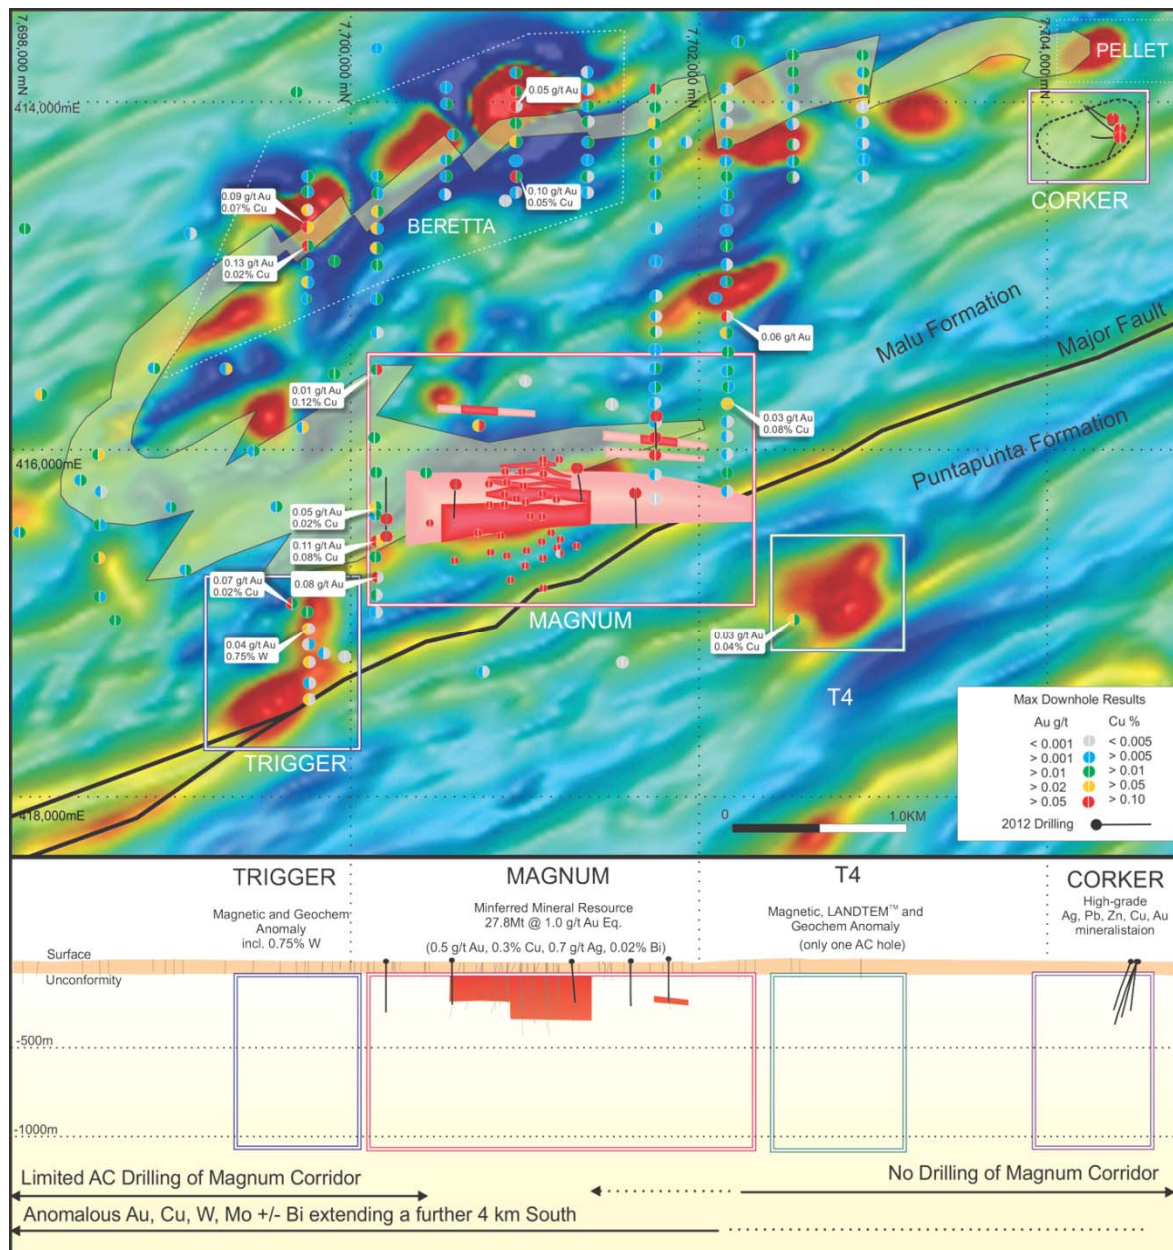 7,698,000 mN
7,700,000 mN
7,702,000 mN
7,704,000 mN
PELLET
414,000mE
0.05 g/t Au
CORKER
0.09 g/t Au
0.07% Cu
0.10 g/t Au
0.05% Cu
BERETTA
0.13 g/t Au
0.02% Cu
Malu Formation
Major Fault
0.06 g/t Au
0.01 g/t Au
0.12% Cu
0.03 g/t Au
0.08% Cu
Puntapunta Formation
416,000mE
0.05 g/t Au
0.02% Cu
0.11 g/t Au
0.08% Cu
0.07 g/t Au
0.02% Cu
0.08 g/t Au
MAGNUM
0.04 g/t Au
0.75% W
0.03 g/t Au
0.04% Cu
T4
TRIGGER
418,000mE
0 1.0KM
Max Downhole Results
Au g/t Cu %
< 0.001 < 0.005
> 0.001 > 0.005
> 0.01 > 0.01
> 0.02 > 0.05
> 0.05 > 0.10
2012 Drilling
TRIGGER
Magnetic and Geochem
Anomaly
incl. 0.75% W
MAGNUM
Minferred Mineral Resource
27.8Mt @ 1.0 g/t Au Eq.
(0.5 g/t Au, 0.3% Cu, 0.7 g/t Ag, 0.02% Bi)
T4
Magnetic, LANDTEM™ and
Geochem Anomaly
(only one AC hole)
CORKER
High-grade
Ag, Pb, Zn, Cu, Au
mineralistaion
Surface
Unconformity
-500m
-1000m
Limited AC Drilling of Magnum Corridor
No Drilling of Magnum Corridor
Anomalous Au, Cu, W, Mo +/- Bi extending a further 4 km South